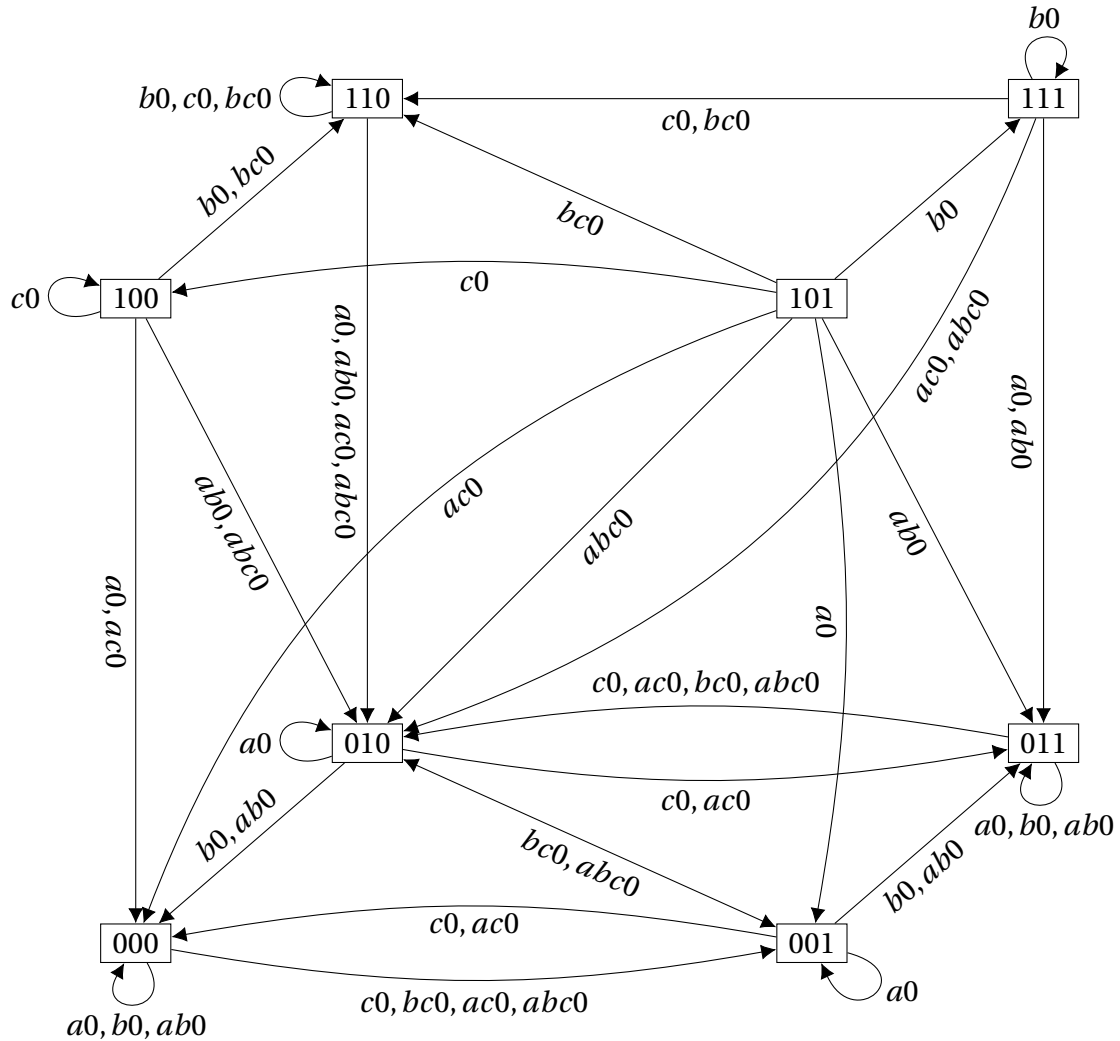 b0
b0, c0, bc0
110
111
c0, bc0
b0, bc0
bc0
b0
c0
100
c0
101
a0, ab0, ac0, abc0
ac0, abc0
a0, ab0
ab0, abc0
ac0
abc0
ab0
a0, ac0
a0
c0, ac0, bc0, abc0
a0
010
011
c0, ac0
b0, ab0
bc0, abc0
a0, b0, ab0
b0, ab0
c0, ac0
000
001
c0, bc0, ac0, abc0
a0
a0, b0, ab0